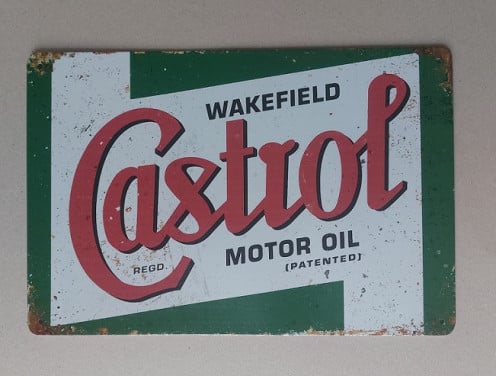 WAKEFIELD
Castrol
REGD.
MOTOR OIL
(PATENTED)